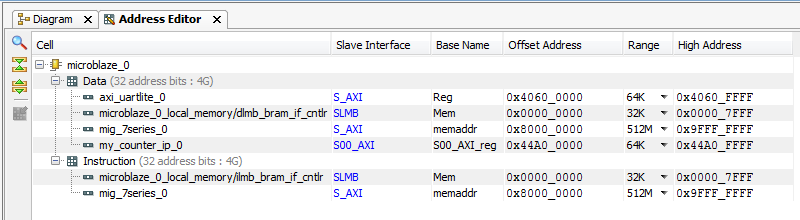 Diagram Address Editor
Cell Slave Interface Base Name Offset Address Range High Address
microblaze_0
Data (32 address bits : 4G)
axi_uartlite_0 S_AXI Reg 0x4060_0000 64K 0x4060_FFFF
microblaze_0_local_memory/dlmb_bram_if_cntlr SLMB Mem 0x0000_0000 32K 0x0000_7FFF
mig_7series_0 S_AXI memaddr 0x8000_0000 512M 0x9FFF_FFFF
my_counter_ip_0 S00_AXI S00_AXI_reg 0x44A0_0000 64K 0x44A0_FFFF
Instruction (32 address bits : 4G)
microblaze_0_local_memory/ilmb_bram_if_cntlr SLMB Mem 0x0000_0000 32K 0x0000_7FFF
mig_7series_0 S_AXI memaddr 0x8000_0000 512M 0x9FFF_FFFF